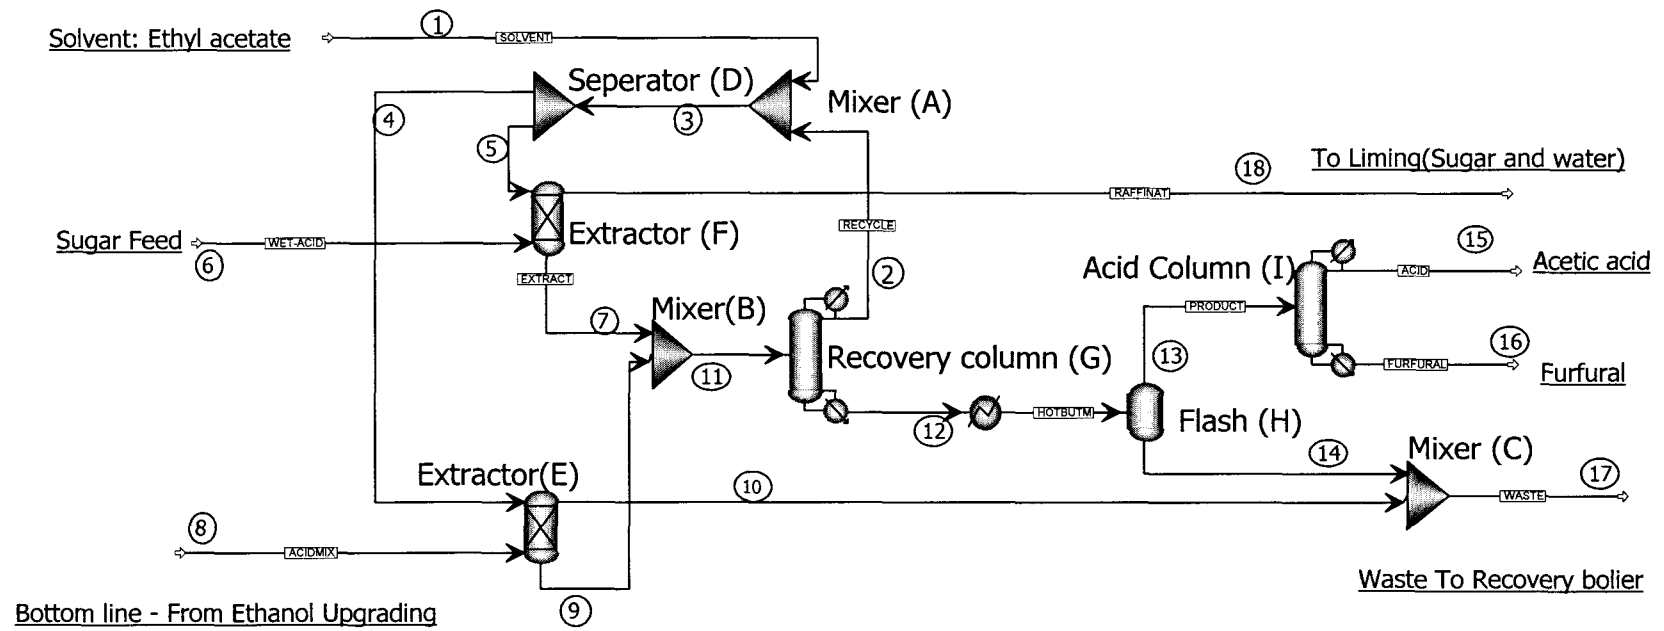 1
Solvent: Ethyl acetate
SOLVENT
Seperator (D)
Mixer (A)
4
3
5
18
To Liming(Sugar and water)
RAFFINAT
Sugar Feed
WET-ACID
Extractor (F)
RECYCLE
6
EXTRACT
2
15
Acid Column (I)
ACID
Acetic acid
Mixer(B)
PRODUCT
7
Recovery column (G)
13
16
11
FURFURAL
Furfural
12
HOTBUTM
Flash (H)
14
Mixer (C)
17
Extractor(E)
10
WASTE
8
ACIDMIX
Waste To Recovery bolier
9
Bottom line - From Ethanol Upgrading